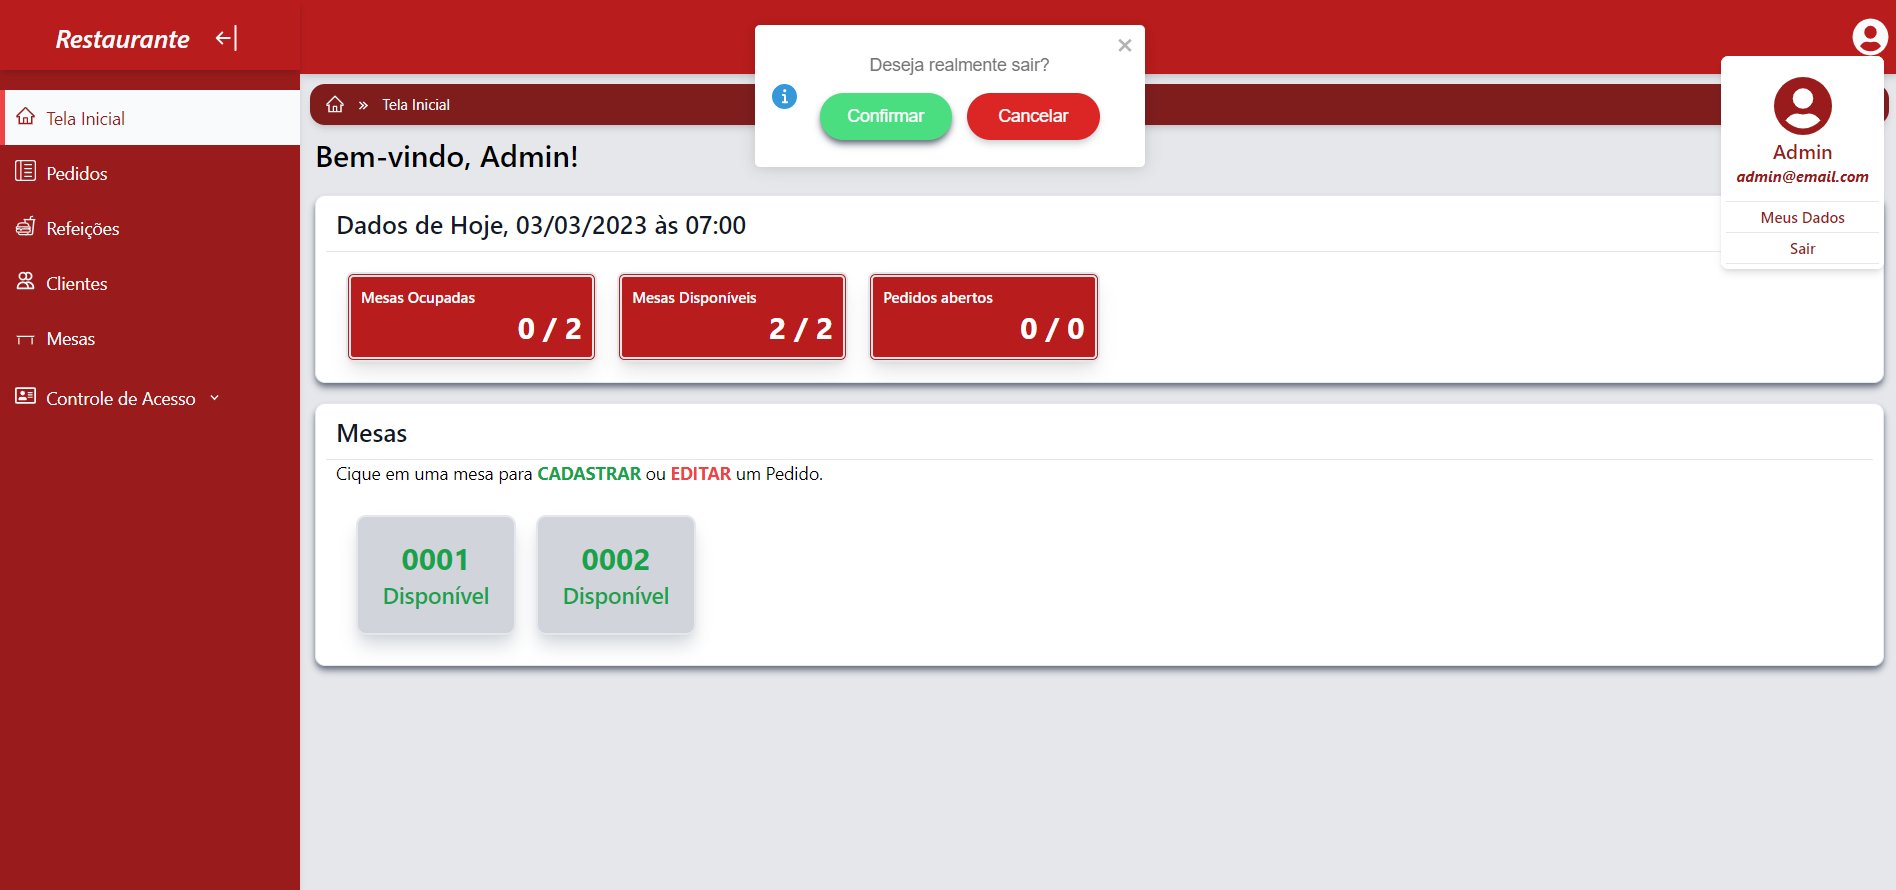 Restaurante
Tela Inicial
Pedidos
Refeições
Clientes
Mesas
Controle de Acesso
Deseja realmente sair?
Confirmar
Cancelar
» Tela Inicial
Admin
admin@email.com
Meus Dados
Sair
Bem-vindo, Admin!
Dados de Hoje, 03/03/2023 às 07:00
Mesas Ocupadas
0 / 2
Mesas Disponíveis
2 / 2
Pedidos abertos
0 / 0
Mesas
Cique em uma mesa para CADASTRAR ou EDITAR um Pedido.
0001
Disponível
0002
Disponível